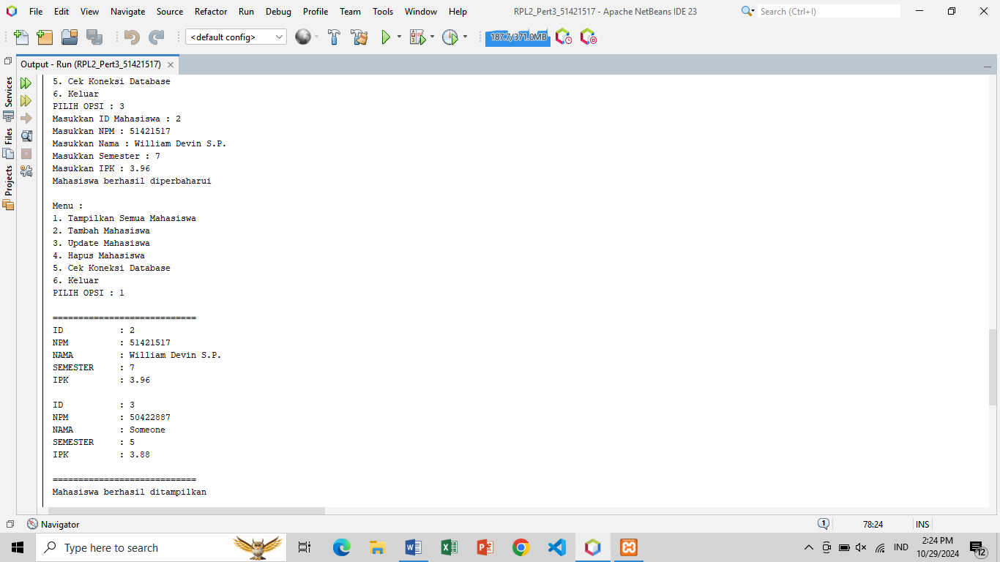 File Edit View Navigate Source Refactor Run Debug Profile Team Tools Window Help
RPL2_Pert3_51421517 - Apache NetBeans IDE 23
Search (Ctrl+I)
<default config>
187.7/371.0MB
Output - Run (RPL2_Pert3_51421517)
Services
Files
Projects
5. Cek Koneksi Database
6. Keluar
PILIH OPSI : 3
Masukkan ID Mahasiswa : 2
Masukkan NPM : 51421517
Masukkan Nama : William Devin S.P.
Masukkan Semester : 7
Masukkan IPK : 3.96
Mahasiswa berhasil diperbaharui
Menu :
1. Tampilkan Semua Mahasiswa
2. Tambah Mahasiswa
3. Update Mahasiswa
4. Hapus Mahasiswa
5. Cek Koneksi Database
6. Keluar
PILIH OPSI : 1
============================
ID : 2
NPM : 51421517
NAMA : William Devin S.P.
SEMESTER : 7
IPK : 3.96
ID : 3
NPM : 50422887
NAMA : Someone
SEMESTER : 5
IPK : 3.88
============================
Mahasiswa berhasil ditampilkan
Navigator
1
78:24
INS
Type here to search
IND
2:24 PM
10/29/2024
12